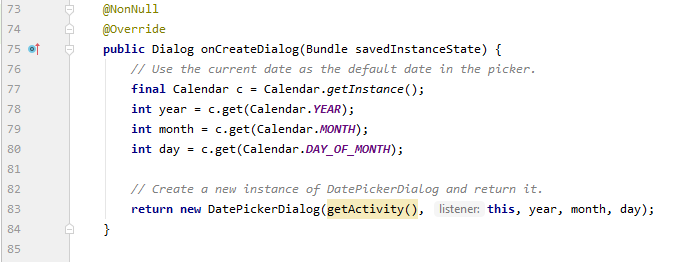 73 @NonNull
74 @Override
75 public Dialog onCreateDialog(Bundle savedInstanceState) {
76 // Use the current date as the default date in the picker.
77 final Calendar c = Calendar.getInstance();
78 int year = c.get(Calendar.YEAR);
79 int month = c.get(Calendar.MONTH);
80 int day = c.get(Calendar.DAY_OF_MONTH);
81
82 // Create a new instance of DatePickerDialog and return it.
83 return new DatePickerDialog(getActivity(), listener: this, year, month, day);
84 }
85